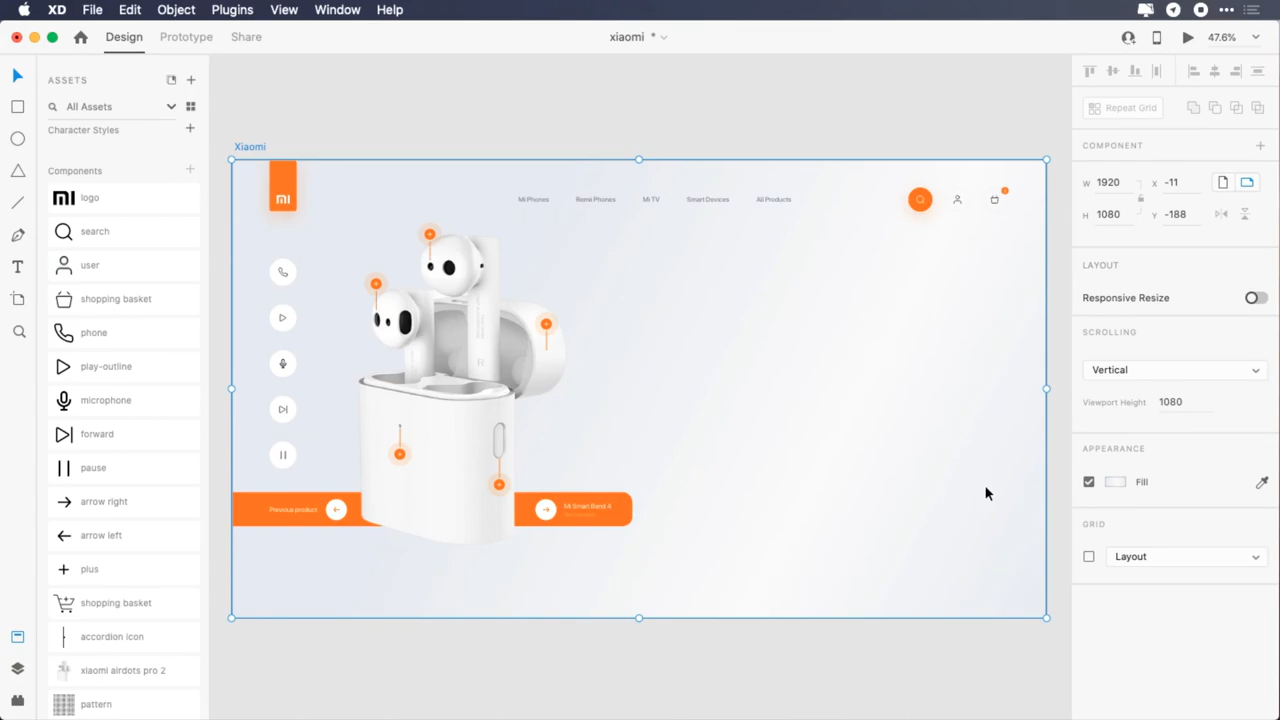 XD File Edit Object Plugins View Window Help
Design Prototype Share
xiaomi *
47.6%
ASSETS
All Assets
Character Styles
Components
MI logo
search
user
shopping basket
phone
play-outline
microphone
forward
pause
arrow right
arrow left
plus
shopping basket
accordion icon
xiaomi airdots pro 2
pattern
Xiaomi
MI
Mi Phones Remii Phones Mi TV Smart Devices All Products
R
Previous product
Mi Smart Band 4
Repeat Grid
COMPONENT
W 1920 X -11
H 1080 Y -188
LAYOUT
Responsive Resize
SCROLLING
Vertical
Viewport Height 1080
APPEARANCE
Fill
GRID
Layout